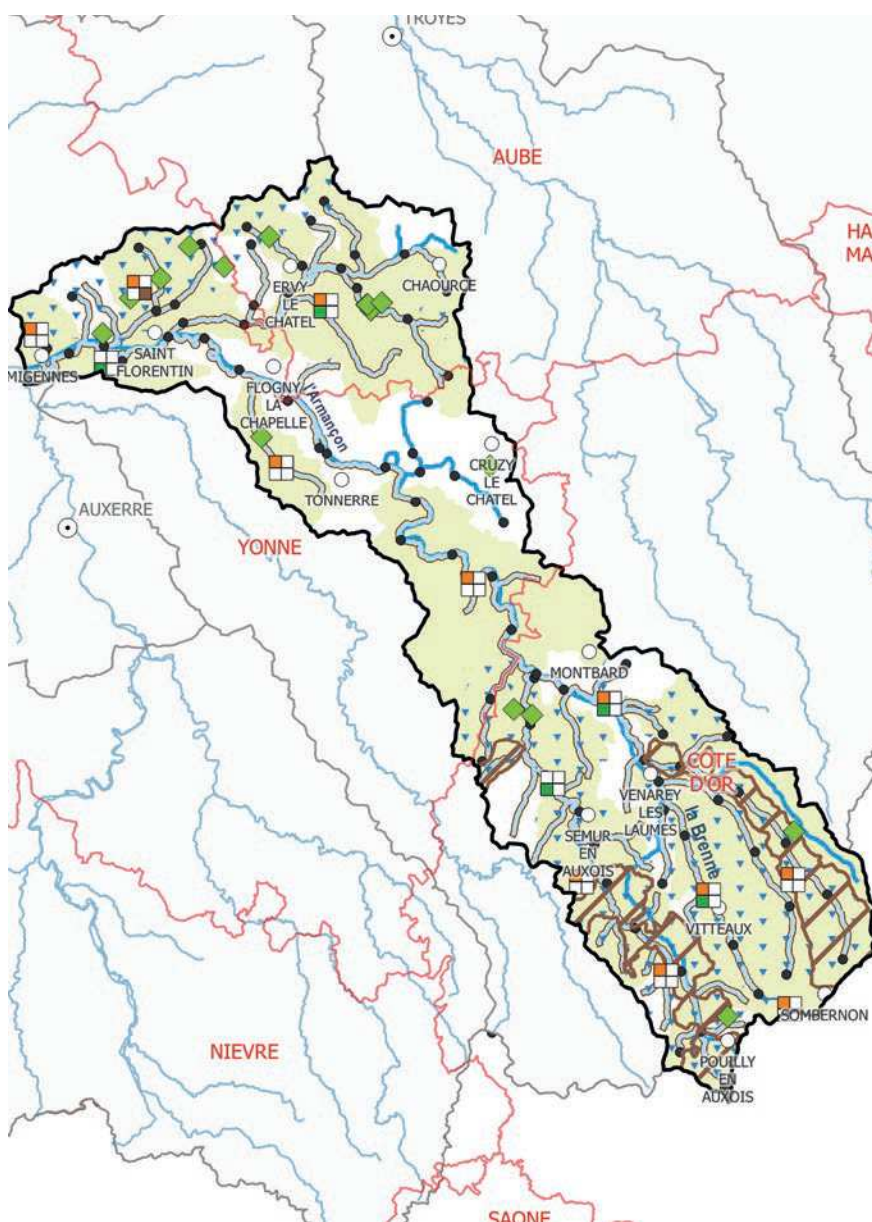 TROYES
AUBE
HA
MA
CHAOURCE
ERVY
LE
CHATEL
SAINT
FLORENTIN
MIGENNES
FLOGNY
LA
CHAPELLE
l'Armançon
CRUZY
LE
CHATEL
TONNERRE
AUXERRE
YONNE
MONTBARD
COTE
D'OR
VENAREY
LES
LAUMES
la Brenne
SEMUR
EN
AUXOIS
VITTEAUX
SOMBERNON
NIEVRE
POUILLY
EN
AUXOIS
SAONE